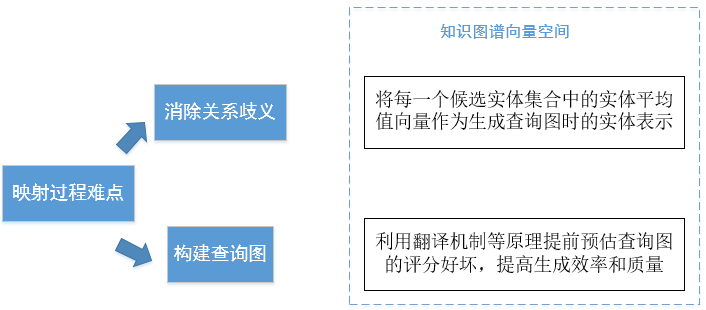 知识图谱向量空间
消除关系歧义
将每一个候选实体集合中的实体平均
值向量作为生成查询图时的实体表示
映射过程难点
构建查询图
利用翻译机制等原理提前预估查询图
的评分好坏，提高生成效率和质量